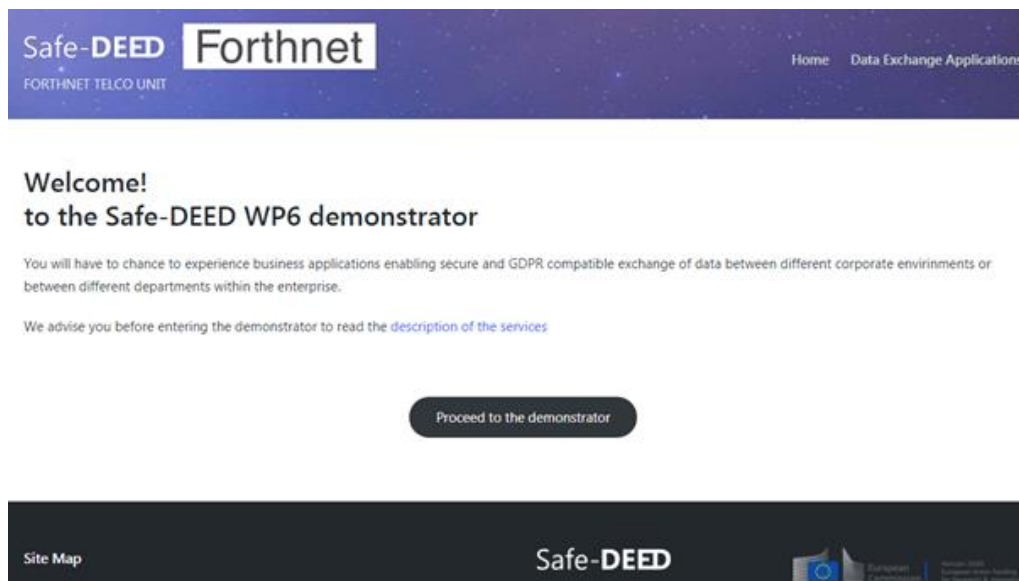 Safe-DEED Forthnet
FORTHNET TELCO UNIT
Home Data Exchange Applications
Welcome!
to the Safe-DEED WP6 demonstrator
You will have to chance to experience business applications enabling secure and GDPR compatible exchange of data between different corporate envirinments or
between different departments within the enterprise.
We advise you before entering the demonstrator to read the description of the services
Proceed to the demonstrator
Site Map
Safe-DEED
European
Commission